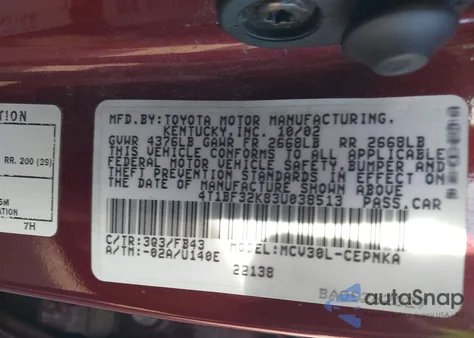 MFD.BY:TOYOTA MOTOR MANUFACTURING,
KENTUCKY,INC. 10/02
GVWR 4376LB GAWR FR 2668LB RR 2668LB
THIS VEHICLE CONFORMS TO ALL APPLICABLE
FEDERAL MOTOR VEHICLE SAFETY, BUMPER, AND
THEFT PREVENTION STANDARDS IN EFFECT ON
THE DATE OF MANUFACTURE SHOWN ABOVE.
4T1BF32K83U038513 PASS.CAR
C/TR:3Q3/FB43 MODEL:MCV30L-CEPNKA
A/TM:-02A/U140E
22138
RR. 200 (29)
7H
autoSnap